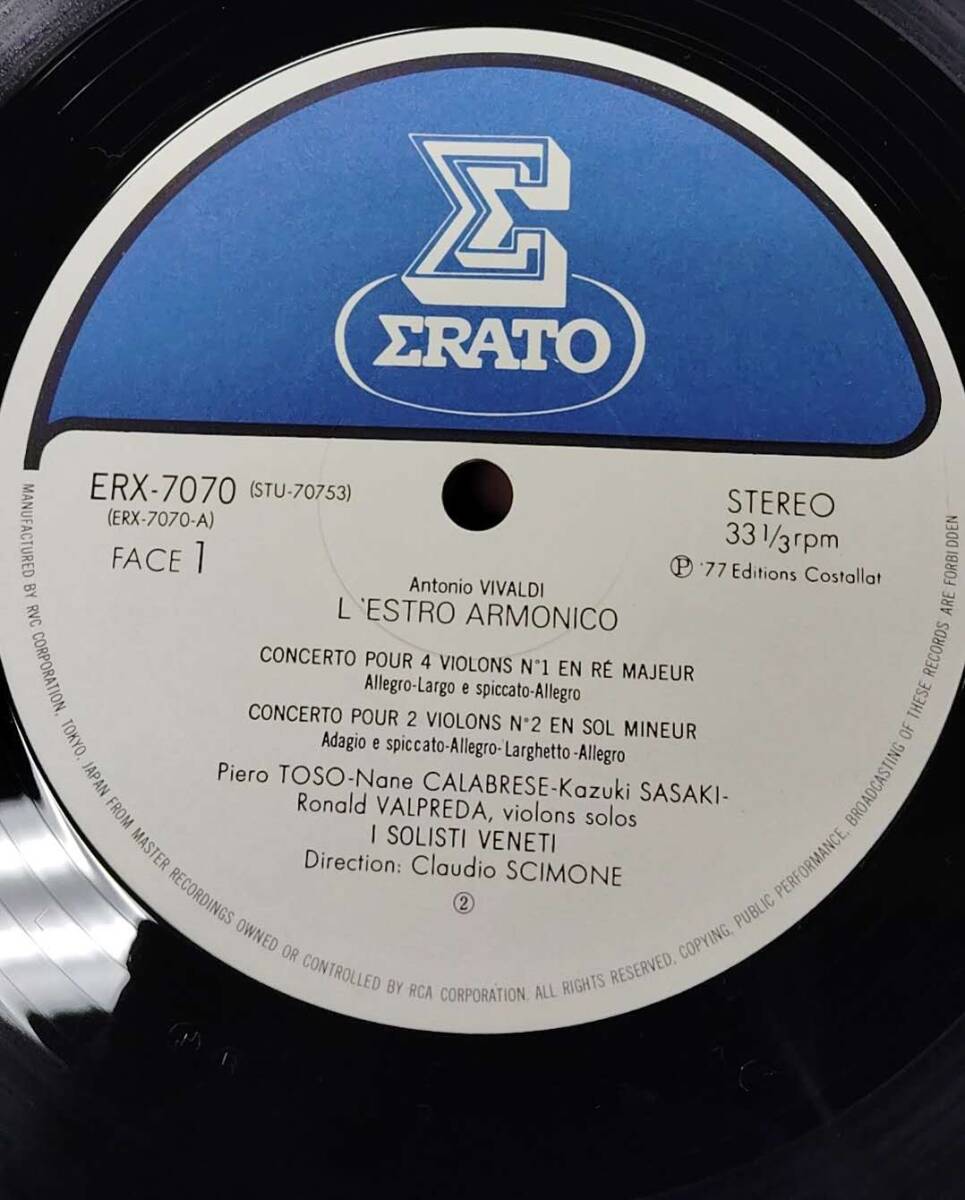 Σ
ΣRATO
ERX-7070 (STU-70753)
(ERX-7070-A)
FACE 1
STEREO
33 1/3 rpm
Ⓟ '77 Editions Costallat
Antonio VIVALDI
L'ESTRO ARMONICO
CONCERTO POUR 4 VIOLONS N°1 EN RÉ MAJEUR
Allegro-Largo e spiccato-Allegro
CONCERTO POUR 2 VIOLONS N°2 EN SOL MINEUR
Adagio e spiccato-Allegro-Larghetto-Allegro
Piero TOSO-Nane CALABRESE-Kazuki SASAKI-
Ronald VALPREDA, violons solos
I SOLISTI VENETI
Direction: Claudio SCIMONE
②
MANUFACTURED BY RVC CORPORATION, TOKYO, JAPAN FROM MASTER RECORDINGS OWNED OR CONTROLLED BY RCA CORPORATION. ALL RIGHTS RESERVED, COPYING, PUBLIC PERFORMANCE, BROADCASTING OF THESE RECORDS ARE FORBIDDEN